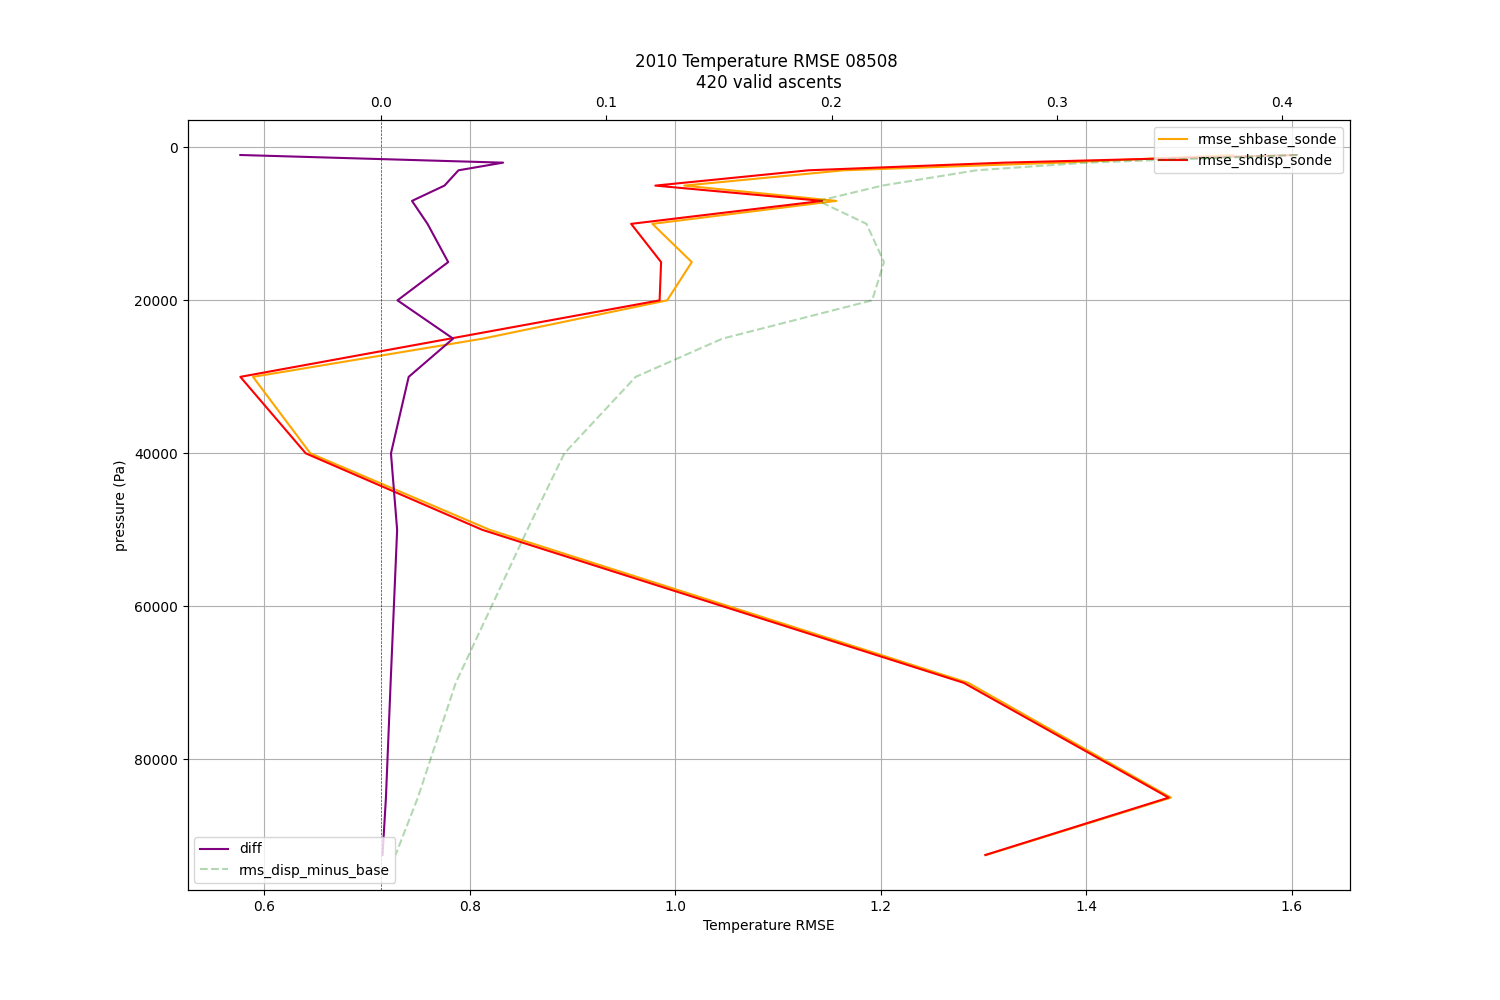 2010 Temperature RMSE 08508
420 valid ascents
0.0 0.1 0.2 0.3 0.4
rmse_shbase_sonde
rmse_shdisp_sonde
0
20000
40000
60000
80000
pressure (Pa)
diff
rms_disp_minus_base
0.6 0.8 1.0 1.2 1.4 1.6
Temperature RMSE